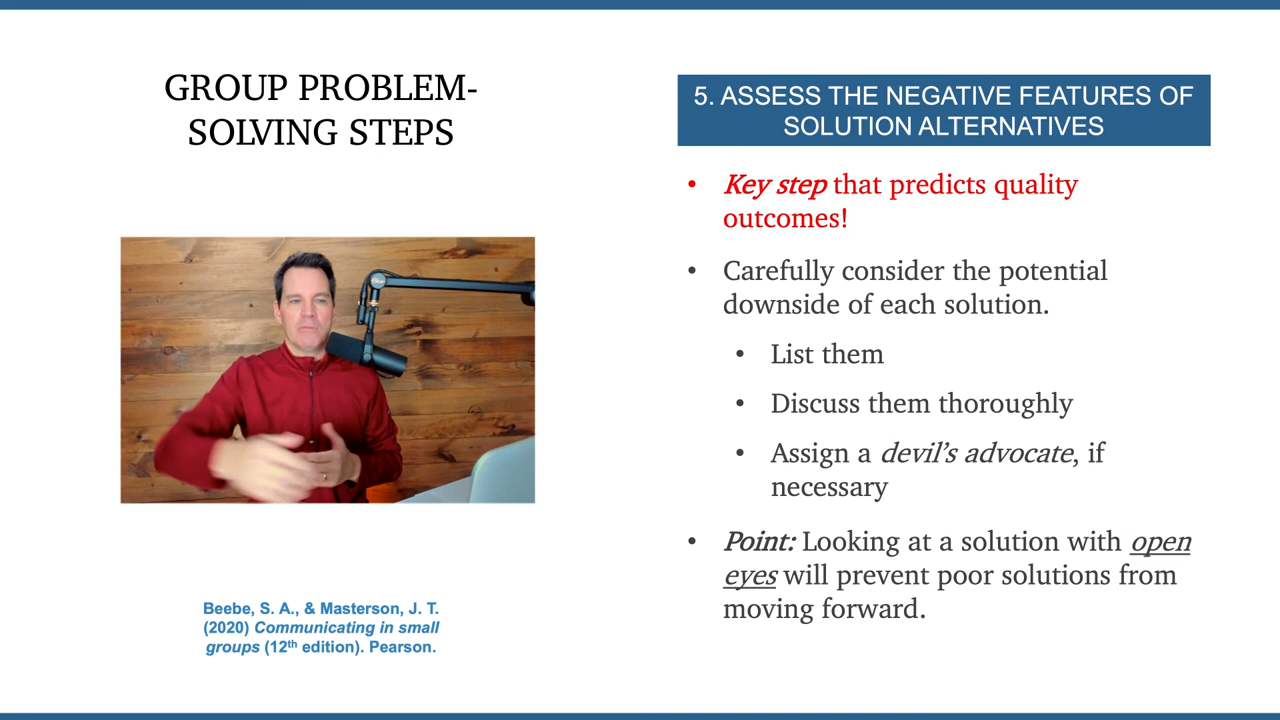 GROUP PROBLEM-
SOLVING STEPS
5. ASSESS THE NEGATIVE FEATURES OF
SOLUTION ALTERNATIVES
• Key step that predicts quality
outcomes!
• Carefully consider the potential
downside of each solution.
• List them
• Discuss them thoroughly
• Assign a devil’s advocate, if
necessary
• Point: Looking at a solution with open
eyes will prevent poor solutions from
moving forward.
Beebe, S. A., & Masterson, J. T.
(2020) Communicating in small
groups (12th edition). Pearson.